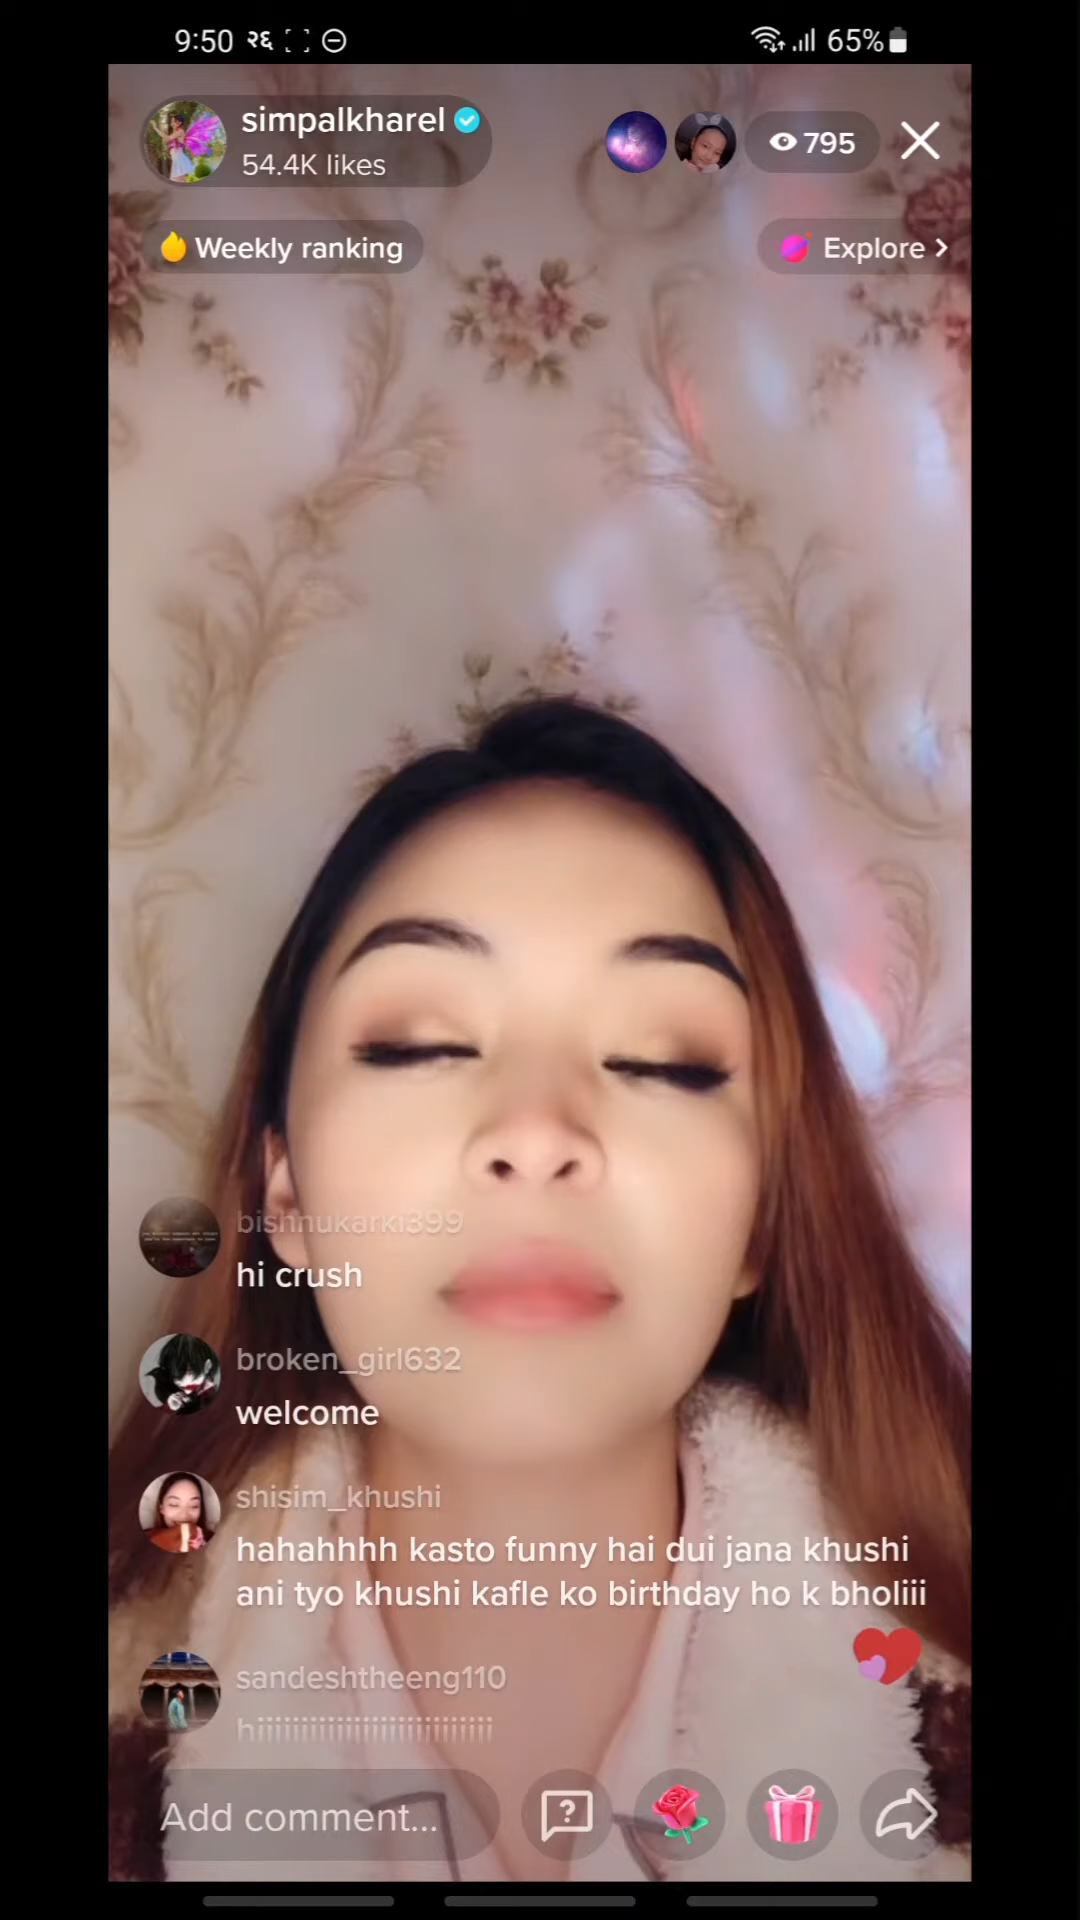 9:50 २६
65%
simpalkharel
54.4K likes
795
Weekly ranking
Explore
bishnukarki399
hi crush
broken_girl632
welcome
shisim_khushi
hahahhhh kasto funny hai dui jana khushi
ani tyo khushi kafle ko birthday ho k bholiii
sandeshtheeng110
Add comment...